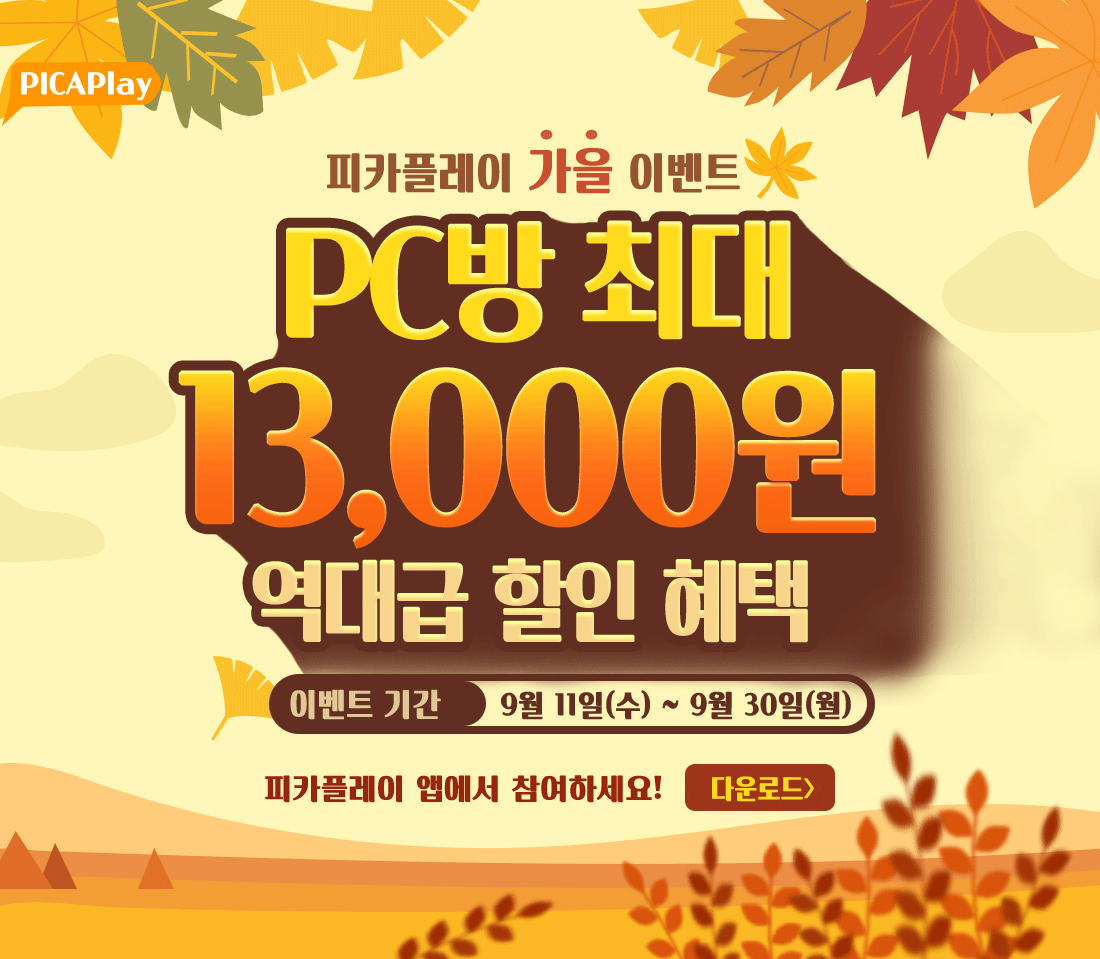 PICAPlay
피카플레이 가을 이벤트
PC방 최대
13,000원
역대급 할인 혜택
이벤트 기간 9월 11일(수) ~ 9월 30일(월)
피카플레이 앱에서 참여하세요! 다운로드>